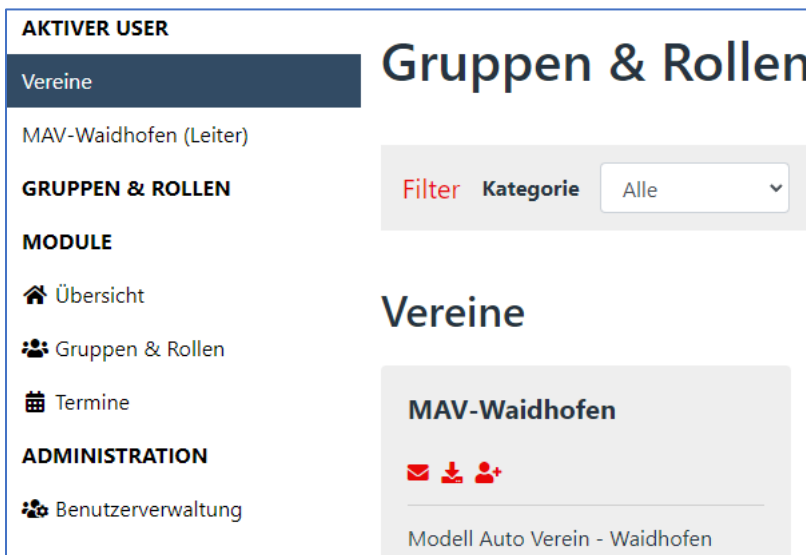 AKTIVER USER
Vereine
MAV-Waidhofen (Leiter)
GRUPPEN & ROLLEN
MODULE
Übersicht
Gruppen & Rollen
Termine
ADMINISTRATION
Benutzerverwaltung
Gruppen & Rollen
Filter Kategorie Alle
Vereine
MAV-Waidhofen
Modell Auto Verein - Waidhofen